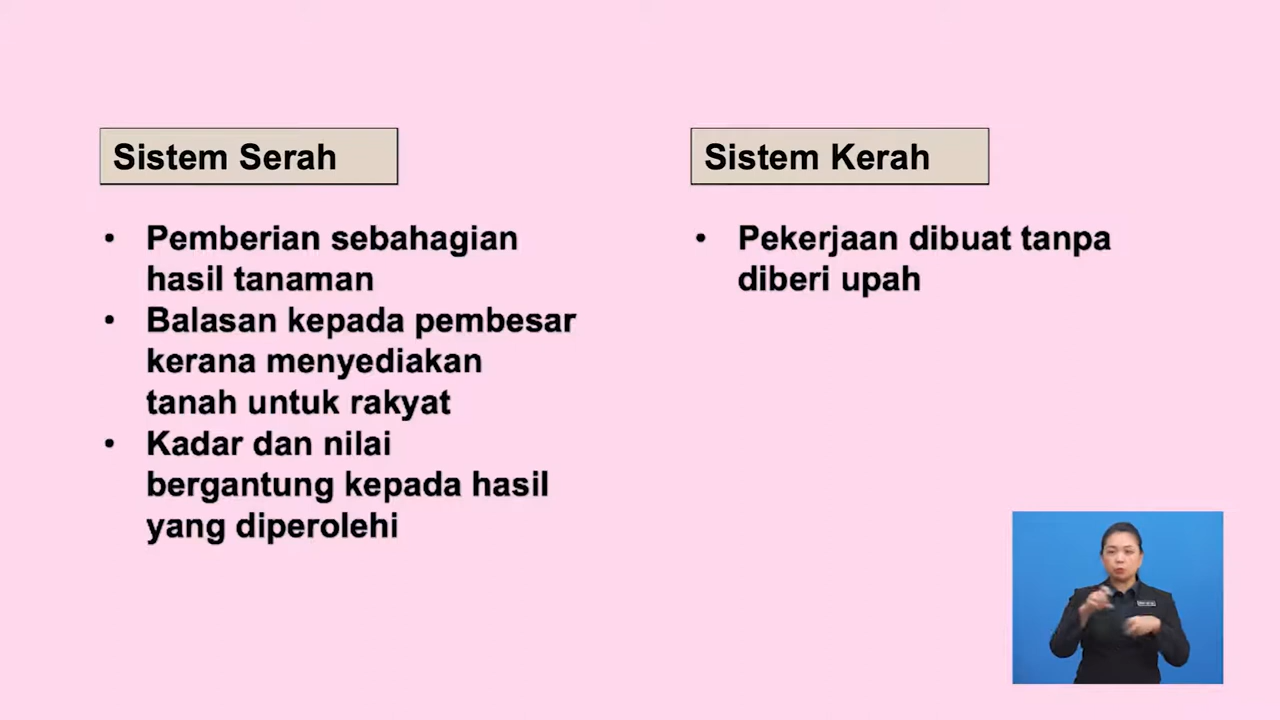 Sistem Serah
• Pemberian sebahagian
hasil tanaman
• Balasan kepada pembesar
kerana menyediakan
tanah untuk rakyat
• Kadar dan nilai
bergantung kepada hasil
yang diperolehi
Sistem Kerah
• Pekerjaan dibuat tanpa
diberi upah